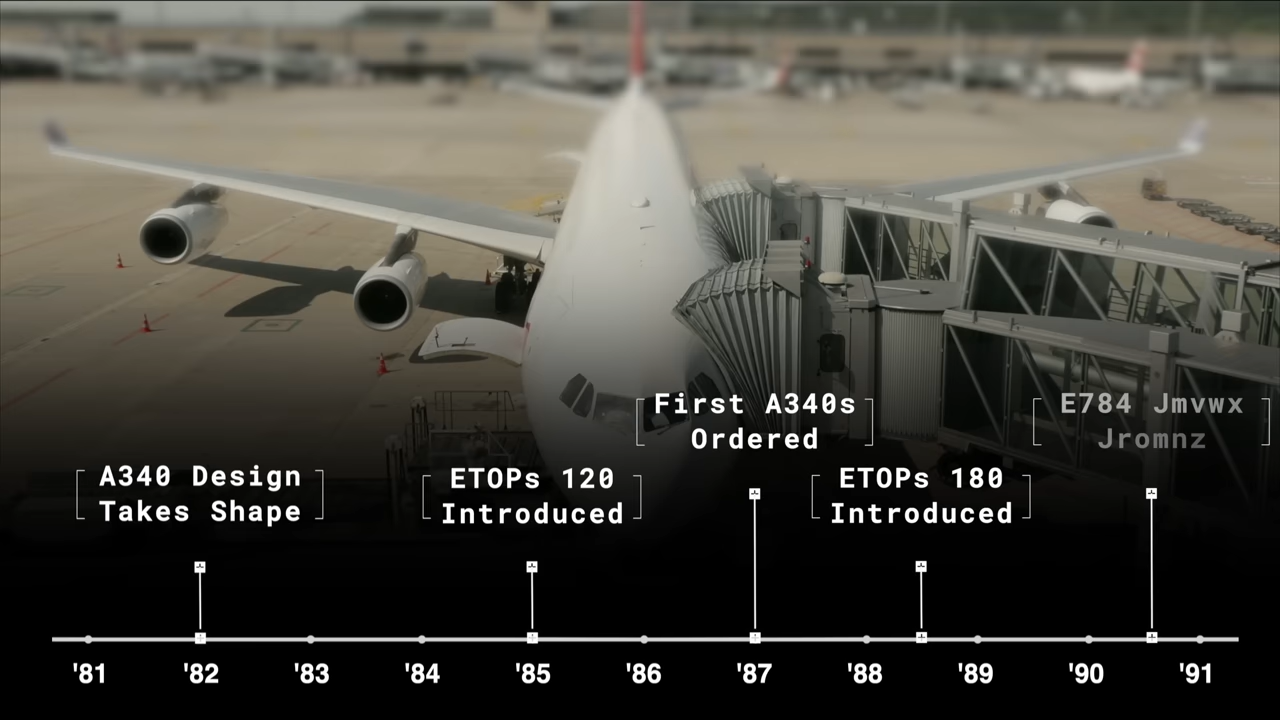 First A340s
Ordered
E784 Jmvwx
Jromnz
A340 Design
Takes Shape
ETOPs 120
Introduced
ETOPs 180
Introduced
'81 '82 '83 '84 '85 '86 '87 '88 '89 '90 '91